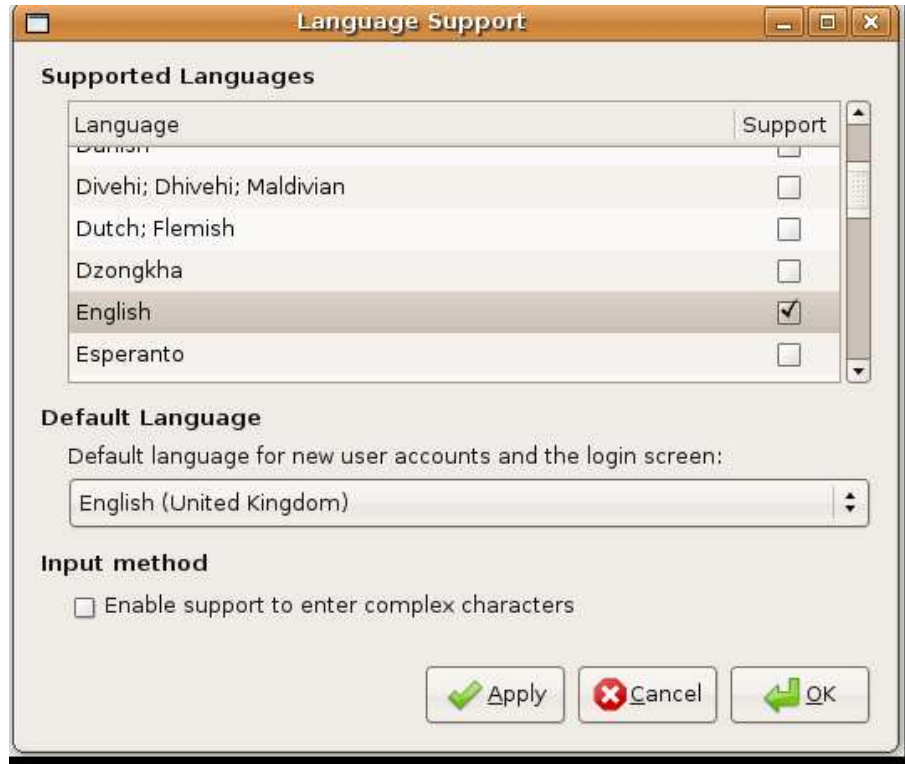 Language Support
Supported Languages
Language Support
Danish
Divehi; Dhivehi; Maldivian
Dutch; Flemish
Dzongkha
English
Esperanto
Default Language
Default language for new user accounts and the login screen:
English (United Kingdom)
Input method
Enable support to enter complex characters
Apply Cancel OK